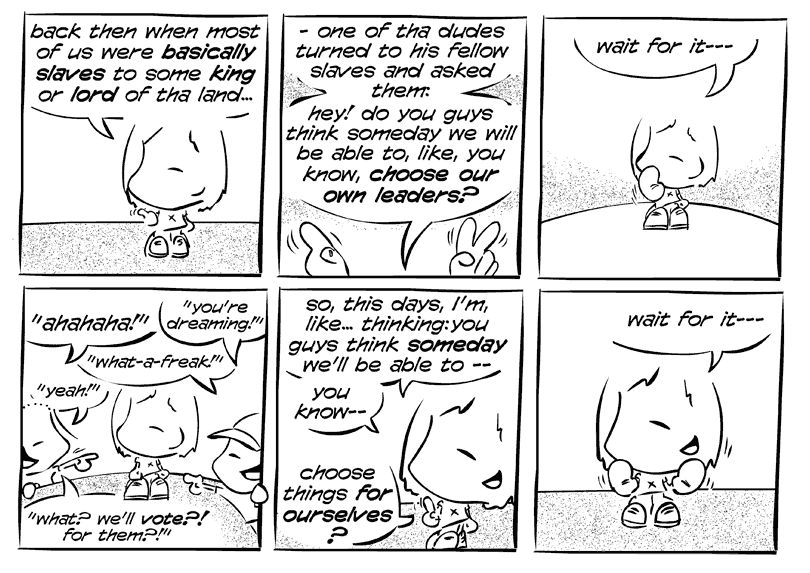 back then when most
of us were basically
slaves to some king
or lord of tha land...
- one of tha dudes
turned to his fellow
slaves and asked
them:
hey! do you guys
think someday we will
be able to, like, you
know, choose our
own leaders?
wait for it---
"ahahaha!"
"you're
dreaming!"
"what-a-freak!"
"yeah!"
"what? we'll vote?!
for them?!"
so, this days, I'm,
like... thinking: you
guys think someday
we'll be able to --
you
know--
choose
things for
ourselves
?
wait for it---